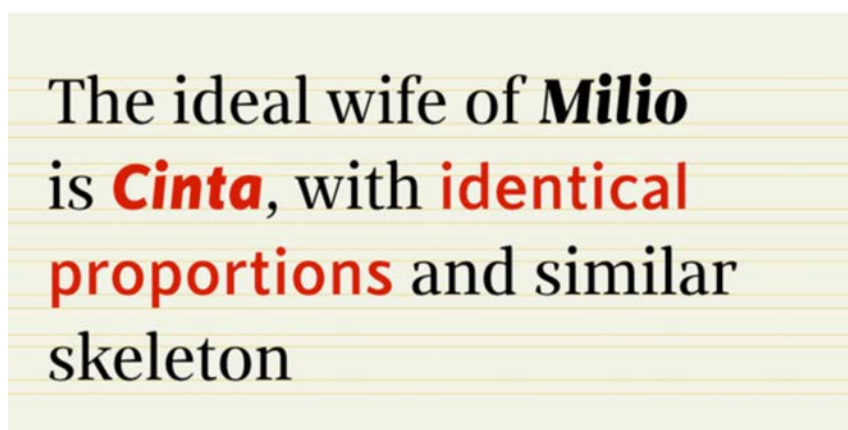 The ideal wife of Milio
is Cinta, with identical
proportions and similar
skeleton